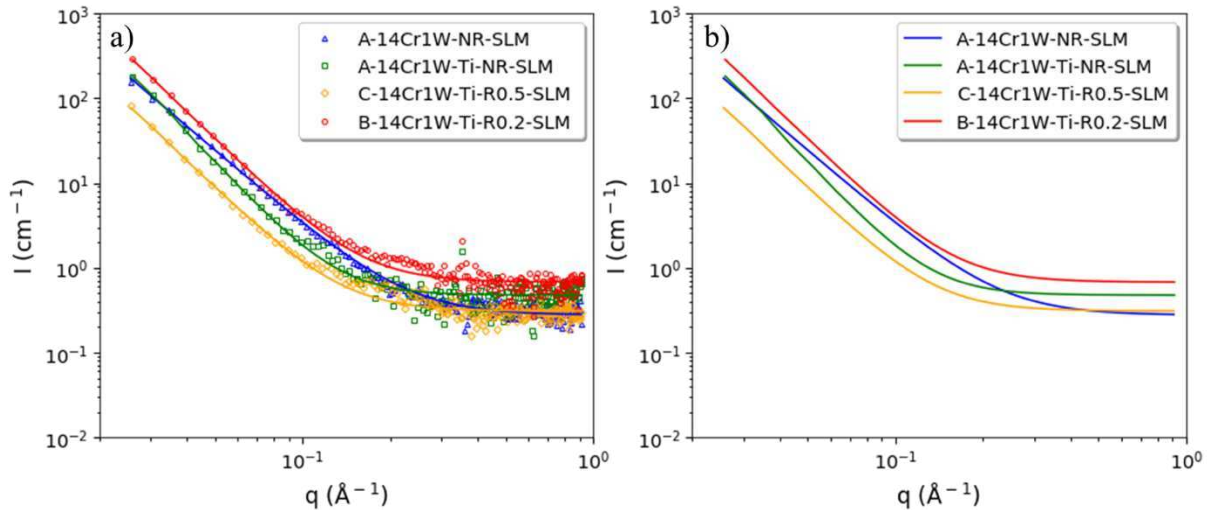 a)
A-14Cr1W-NR-SLM
A-14Cr1W-Ti-NR-SLM
C-14Cr1W-Ti-R0.5-SLM
B-14Cr1W-Ti-R0.2-SLM
I (cm⁻¹)
10³
10²
10¹
10⁰
10⁻¹
10⁻²
10⁻¹
10⁰
q (Å⁻¹)
b)
A-14Cr1W-NR-SLM
A-14Cr1W-Ti-NR-SLM
C-14Cr1W-Ti-R0.5-SLM
B-14Cr1W-Ti-R0.2-SLM
I (cm⁻¹)
10³
10²
10¹
10⁰
10⁻¹
10⁻²
10⁻¹
10⁰
q (Å⁻¹)